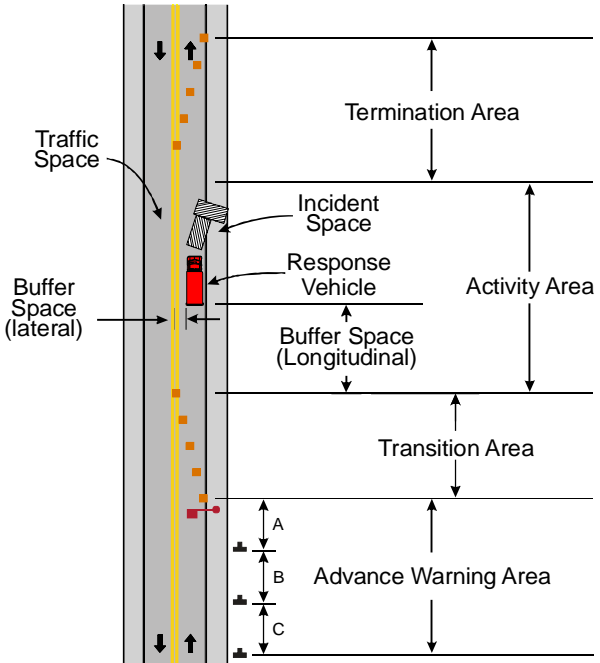 Termination Area
Traffic
Space
Incident
Space
Response
Vehicle
Activity Area
Buffer
Space
(lateral)
Buffer Space
(Longitudinal)
Transition Area
A
B
C
Advance Warning Area